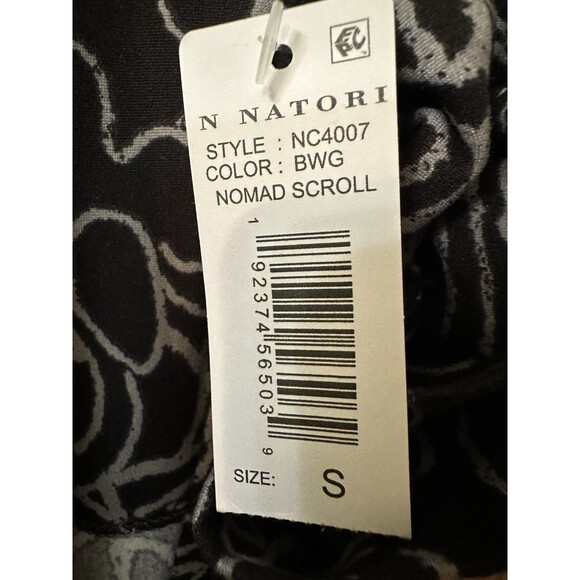 N NATORI
STYLE : NC4007
COLOR : BWG
NOMAD SCROLL
1 92374 56503 9
SIZE: S